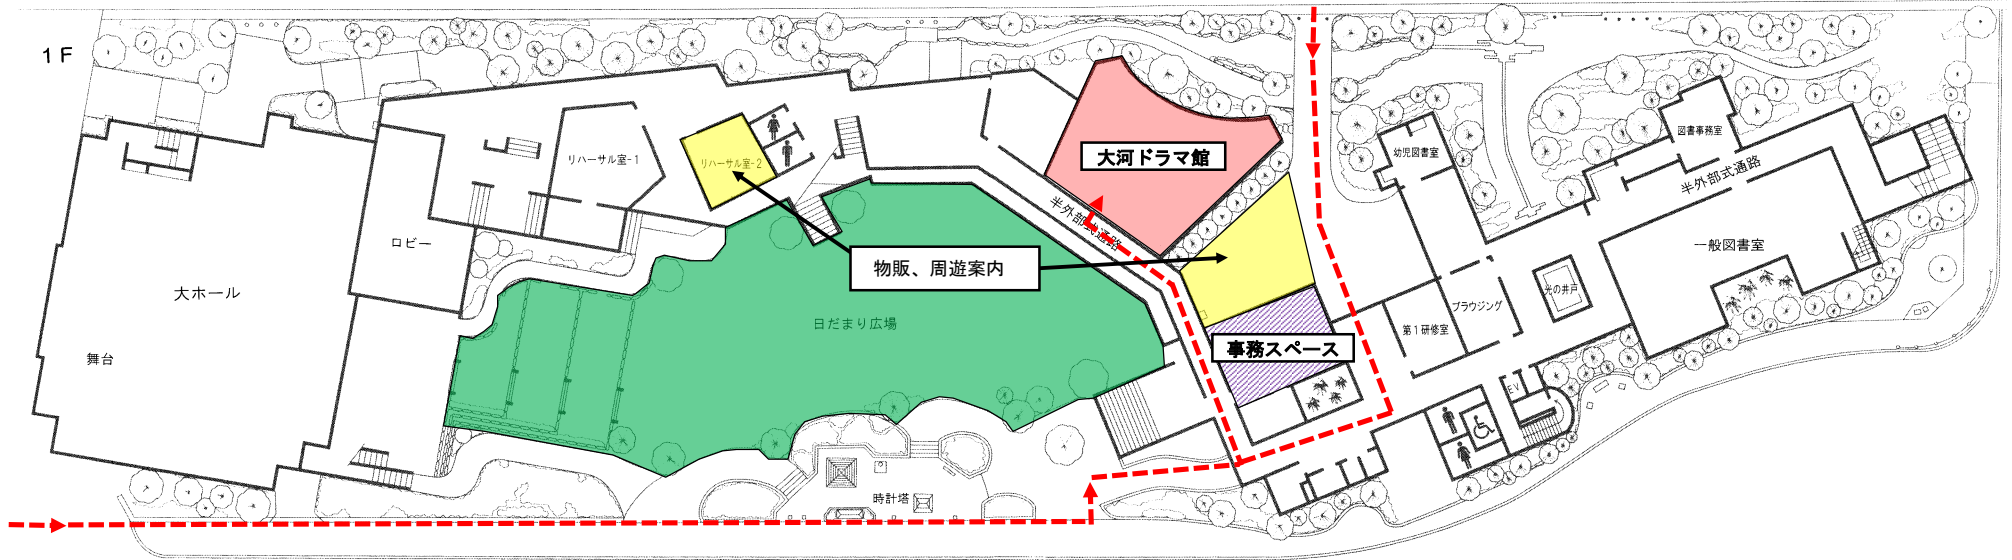 1F
大河ドラマ館
図書事務室
幼児図書室
リハーサル室-1
リハーサル室-2
半外部式通路
半外部式通路
ロビー
一般図書室
物販、周遊案内
大ホール
光の井戸
ブラウジング
日だまり広場
第1研修室
事務スペース
舞台
EV
時計塔